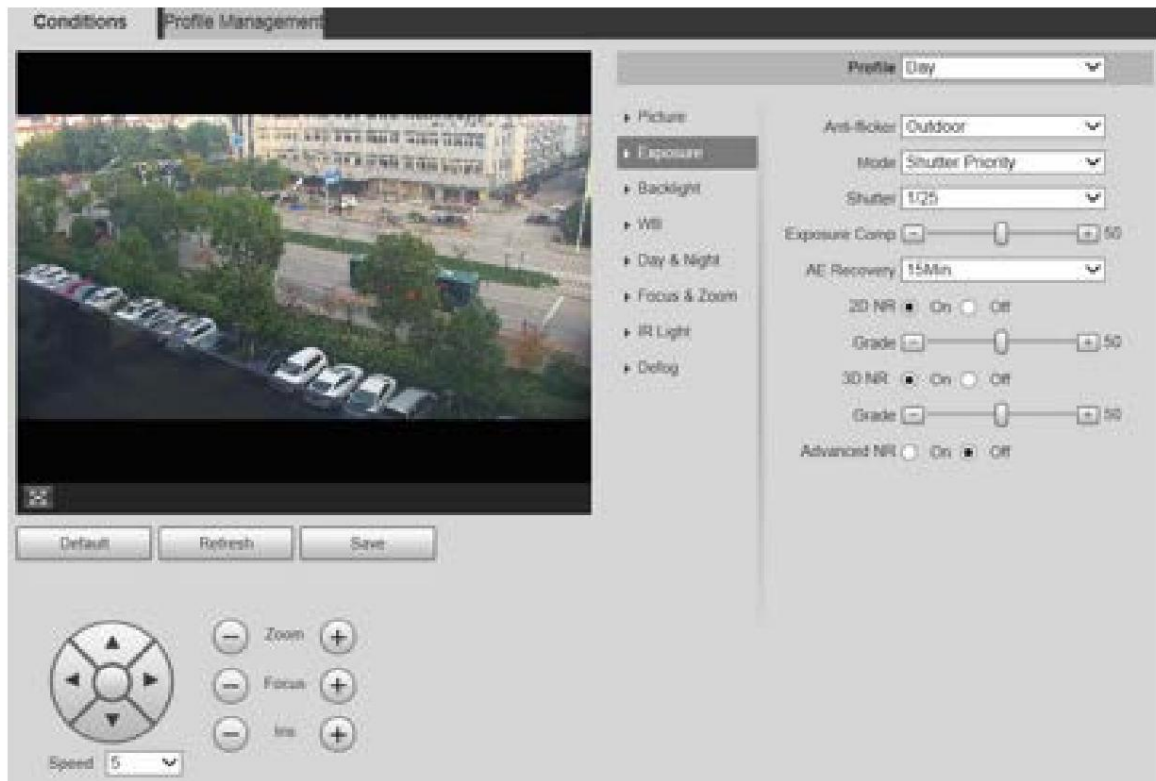 Conditions
Profile Management
Profile Day
Picture
Exposure
Backlight
WB
Day & Night
Focus & Zoom
IR Light
Defog
Anti-flicker Outdoor
Mode Shutter Priority
Shutter 1/25
Exposure Comp - + 50
AE Recovery 15Min.
2D NR On Off
Grade - + 50
3D NR On Off
Grade - + 50
Advanced NR On Off
Default Refresh Save
- Zoom +
- Focus +
- Iris +
Speed 5